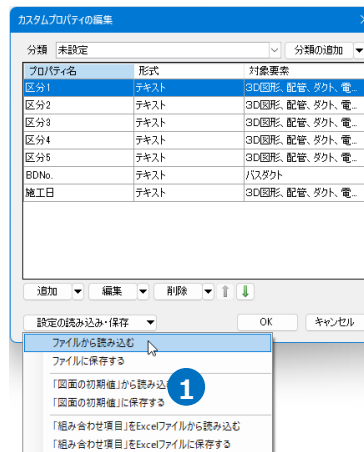 カスタムプロパティの編集
分類 未設定 分類の追加
プロパティ名 形式 対象要素
区分1 テキスト 3D図形、配管、ダクト、電...
区分2 テキスト 3D図形、配管、ダクト、電...
区分3 テキスト 3D図形、配管、ダクト、電...
区分4 テキスト 3D図形、配管、ダクト、電...
区分5 テキスト 3D図形、配管、ダクト、電...
BDNo. テキスト バスダクト
施工日 テキスト 3D図形、配管、ダクト、電...
追加 編集 削除
設定の読み込み・保存 OK キャンセル
ファイルから読み込む
ファイルに保存する
「図面の初期値」から読み込
「図面の初期値」に保存する
1
「組み合わせ項目」をExcelファイルから読み込む
「組み合わせ項目」をExcelファイルに保存する